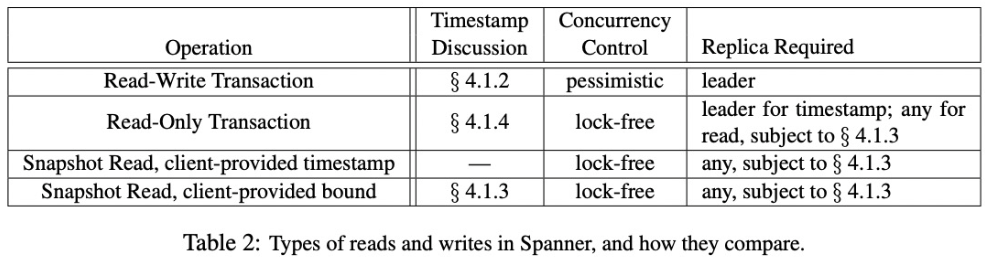 Timestamp Concurrency
Operation Discussion Control Replica Required
Read-Write Transaction § 4.1.2 pessimistic leader
Read-Only Transaction § 4.1.4 lock-free leader for timestamp; any for
read, subject to § 4.1.3
Snapshot Read, client-provided timestamp — lock-free any, subject to § 4.1.3
Snapshot Read, client-provided bound § 4.1.3 lock-free any, subject to § 4.1.3
Table 2: Types of reads and writes in Spanner, and how they compare.